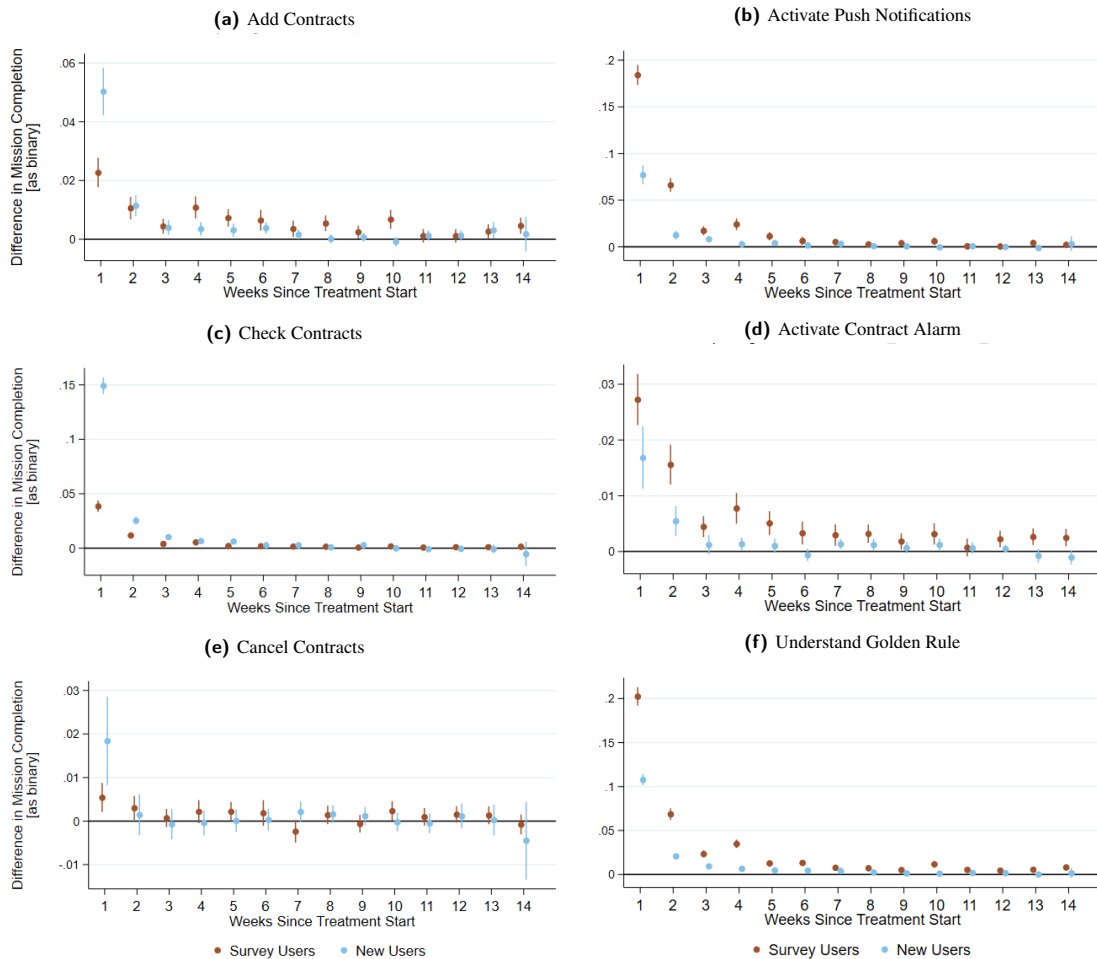 (a) Add Contracts
Difference in Mission Completion
[as binary]
.06
.04
.02
0
1 2 3 4 5 6 7 8 9 10 11 12 13 14
Weeks Since Treatment Start
(b) Activate Push Notifications
.2
.15
.1
.05
0
1 2 3 4 5 6 7 8 9 10 11 12 13 14
Weeks Since Treatment Start
(c) Check Contracts
Difference in Mission Completion
[as binary]
.15
.1
.05
0
1 2 3 4 5 6 7 8 9 10 11 12 13 14
Weeks Since Treatment Start
(d) Activate Contract Alarm
.03
.02
.01
0
1 2 3 4 5 6 7 8 9 10 11 12 13 14
Weeks Since Treatment Start
(e) Cancel Contracts
Difference in Mission Completion
[as binary]
.03
.02
.01
0
-.01
1 2 3 4 5 6 7 8 9 10 11 12 13 14
Weeks Since Treatment Start
Survey Users New Users
(f) Understand Golden Rule
.2
.15
.1
.05
0
1 2 3 4 5 6 7 8 9 10 11 12 13 14
Weeks Since Treatment Start
Survey Users New Users